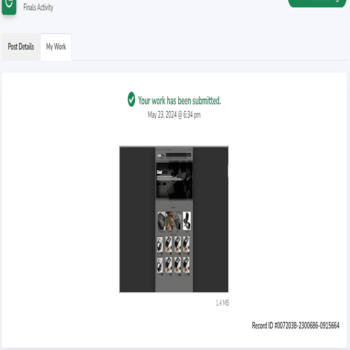 Finals Activity
Post Details
My Work
Your work has been submitted.
May 23, 2024 @ 6:34 pm
1.4 MB
Record ID #0072038-2300686-0915664